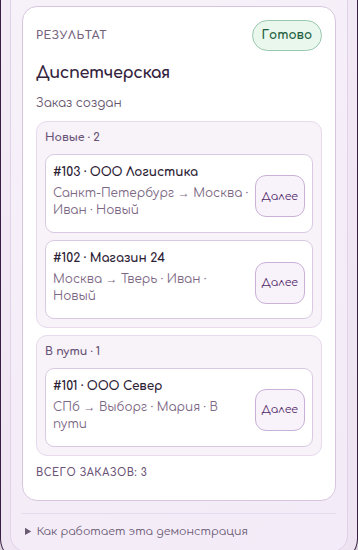 РЕЗУЛЬТАТ
Готово
Диспетчерская
Заказ создан
Новые · 2
#103 · ООО Логистика
Санкт-Петербург → Москва ·
Иван · Новый
Далее
#102 · Магазин 24
Москва → Тверь · Иван ·
Новый
Далее
В пути · 1
#101 · ООО Север
СПб → Выборг · Мария · В
пути
Далее
ВСЕГО ЗАКАЗОВ: 3
▶ Как работает эта демонстрация